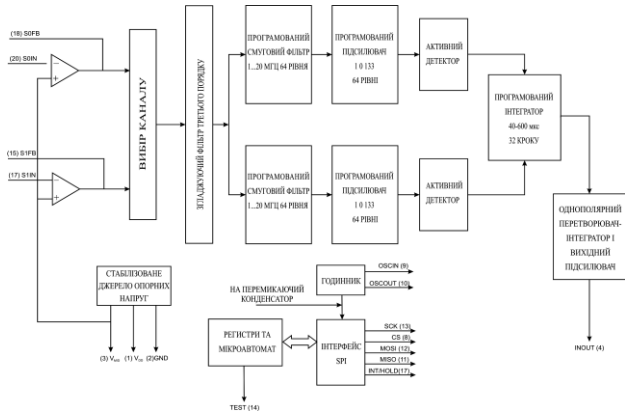 (18) S0FB
(20) S0IN
(15) S1FB
(17) S1IN
ВИБІР КАНАЛУ
ЗГЛАДЖУЮЧИЙ ФІЛЬТР ТРЕТЬОГО ПОРЯДКУ
ПРОГРАМОВАНИЙ
СМУГОВИЙ ФІЛЬТР
1...20 МГЦ 64 РІВНЯ
ПРОГРАМОВАНИЙ
ПІДСИЛЮВАЧ
1 0 133
64 РІВНІ
АКТИВНИЙ
ДЕТЕКТОР
ПРОГРАМОВАНИЙ
ІНТЕГРАТОР
40-600 мкс
32 КРОКУ
ПРОГРАМОВАНИЙ
СМУГОВИЙ ФІЛЬТР
1...20 МГЦ 64 РІВНЯ
ПРОГРАМОВАНИЙ
ПІДСИЛЮВАЧ
1 0 133
64 РІВНІ
АКТИВНИЙ
ДЕТЕКТОР
ОДНОПОЛЯРНИЙ
ПЕРЕТВОРЮВАЧ-
ІНТЕГРАТОР І
ВИХІДНИЙ
ПІДСИЛЮВАЧ
INOUT (4)
СТАБІЛІЗОВАНЕ
ДЖЕРЕЛО ОПОРНИХ
НАПРУГ
(3) V (1) V (2)GND
ГОДИННИК
OSCIN (9)
OSCOUT (10)
НА ПЕРЕМИКАЮЧИЙ
КОНДЕНСАТОР
РЕГИСТРИ ТА
МІКРОАВТОМАТ
ІНТЕРФЕЙС
SPI
SCK (13)
CS (8)
MOSI (12)
MISO (11)
INT/HOLD(17)
TEST (14)